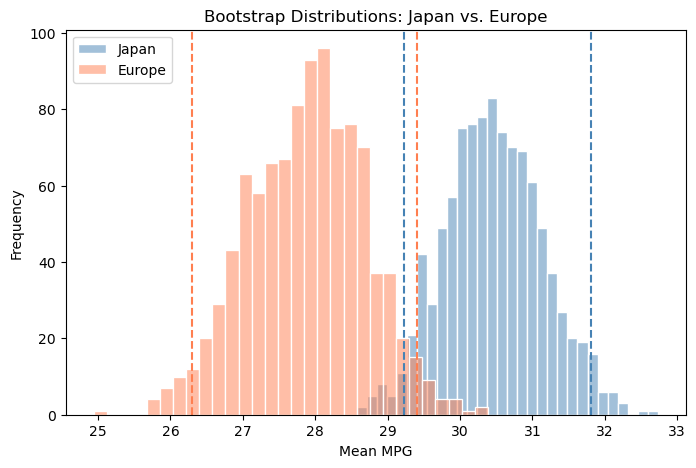 Bootstrap Distributions: Japan vs. Europe
100
80
60
40
20
0
Frequency
Japan
Europe
25 26 27 28 29 30 31 32 33
Mean MPG